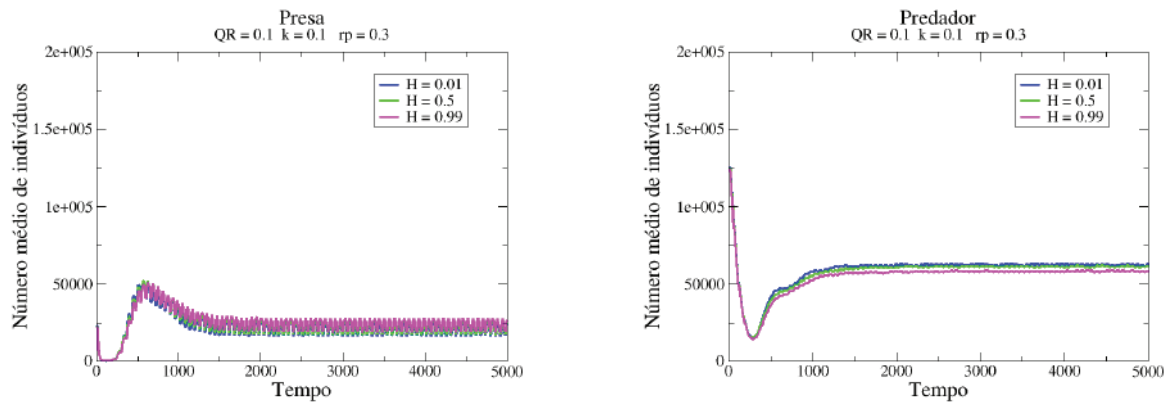 Presa
QR = 0.1 k = 0.1 rp = 0.3
2e+005
1.5e+005
1e+005
50000
0
Número médio de indivíduos
H = 0.01
H = 0.5
H = 0.99
0 1000 2000 3000 4000 5000
Tempo
Predador
QR = 0.1 k = 0.1 rp = 0.3
2e+005
1.5e+005
1e+005
50000
0
Número médio de indivíduos
H = 0.01
H = 0.5
H = 0.99
0 1000 2000 3000 4000 5000
Tempo